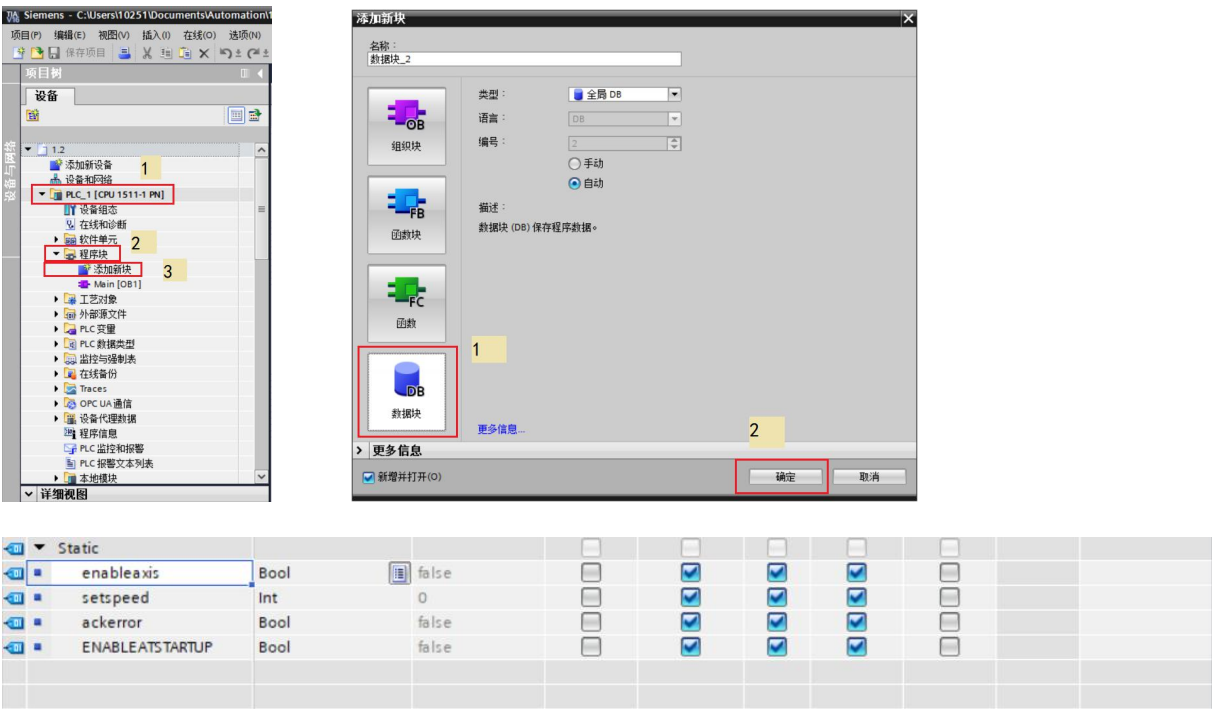 Siemens - C:\Users\10251\Documents\Automation\1
项目(P) 编辑(E) 视图(V) 插入(I) 在线(O) 选项(N)
保存项目
项目树
设备
设备与网络
1.2
添加新设备
1
设备和网络
PLC_1 [CPU 1511-1 PN]
设备组态
在线和诊断
软件单元
2
程序块
添加新块
3
Main [OB1]
工艺对象
外部源文件
PLC 变量
PLC 数据类型
监控与强制表
在线备份
Traces
OPC UA 通信
设备代理数据
程序信息
PLC 监控和报警
PLC 报警文本列表
本地模块
详细视图
添加新块
名称：
数据块_2
OB
组织块
FB
函数块
FC
函数
1
DB
数据块
类型： 全局 DB
语言： DB
编号： 2
手动
自动
描述：
数据块 (DB) 保存程序数据。
更多信息...
2
更多信息
新增并打开(O)
确定 取消
Static
enableaxis Bool false
setspeed Int 0
ackerror Bool false
ENABLEATSTARTUP Bool false